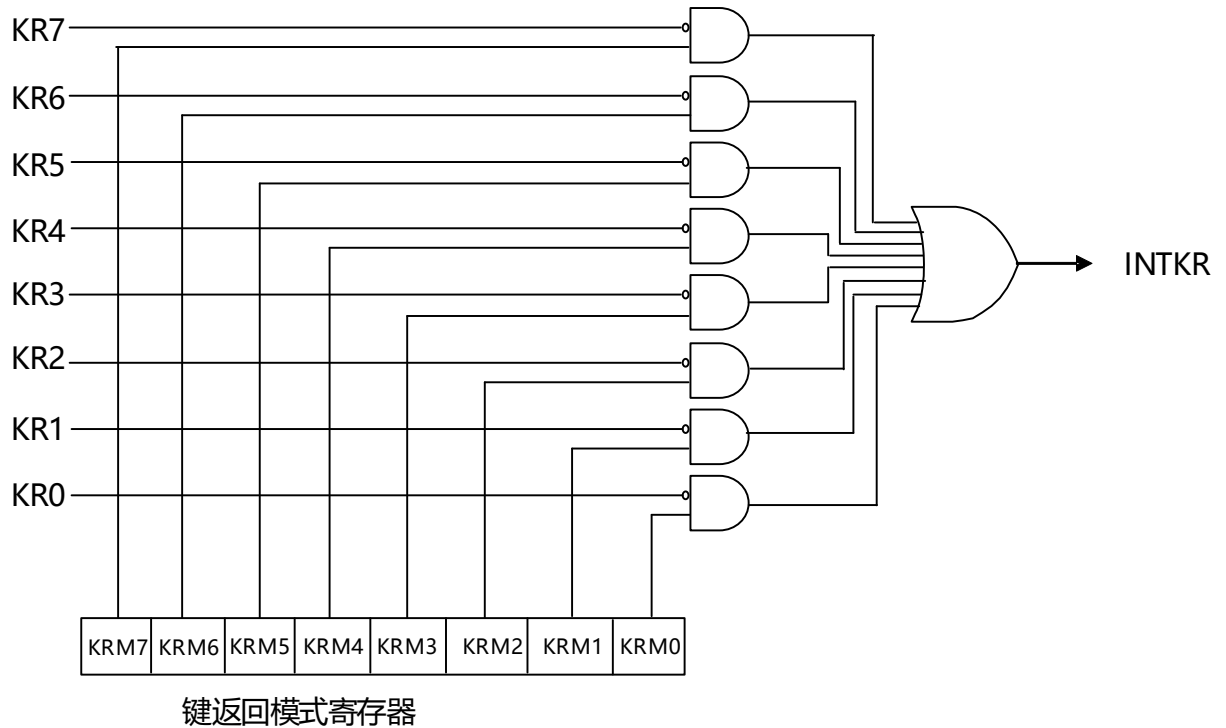 KR7
KR6
KR5
KR4
KR3
KR2
KR1
KR0
INTKR
KRM7 KRM6 KRM5 KRM4 KRM3 KRM2 KRM1 KRM0
键返回模式寄存器